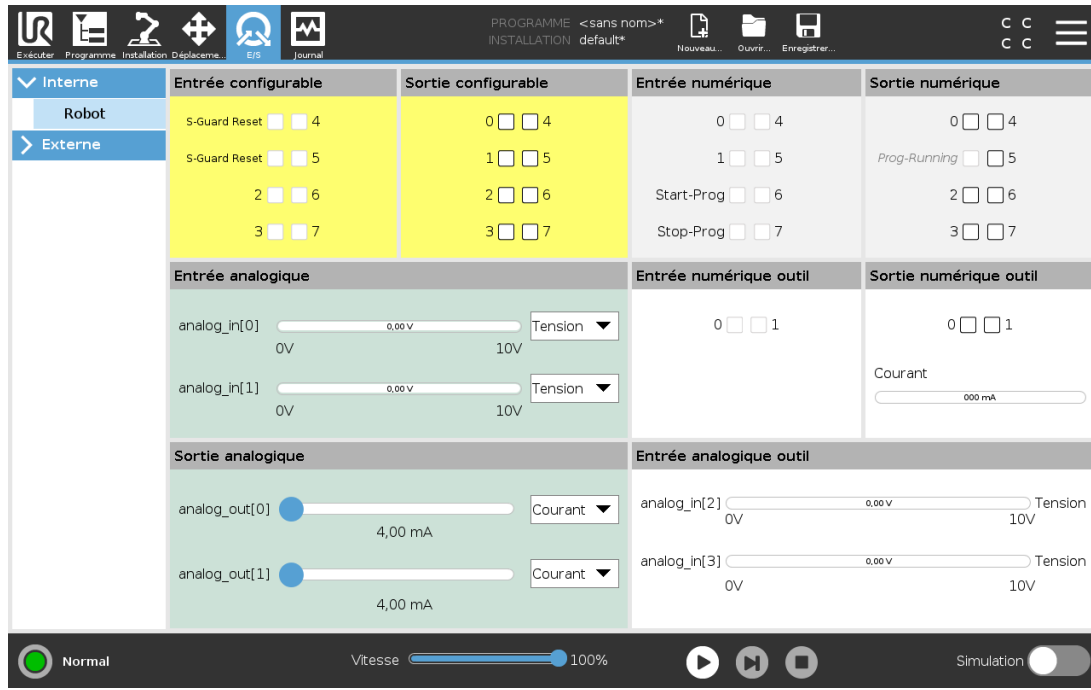 PROGRAMME <sans nom>*
INSTALLATION default*
UR
Exécuter Programme Installation Déplaceme... E/S Journal
Nouveau... Ouvrir... Enregistrer...
C C
C C
Interne
Robot
Externe
Entrée configurable
S-Guard Reset 4
S-Guard Reset 5
2 6
3 7
Sortie configurable
0 4
1 5
2 6
3 7
Entrée numérique
0 4
1 5
Start-Prog 6
Stop-Prog 7
Sortie numérique
0 4
Prog-Running 5
2 6
3 7
Entrée analogique
analog_in[0] 0,00 V Tension
0V 10V
analog_in[1] 0,00 V Tension
0V 10V
Entrée numérique outil
0 1
Sortie numérique outil
0 1
Courant
000 mA
Sortie analogique
analog_out[0] Courant
4,00 mA
analog_out[1] Courant
4,00 mA
Entrée analogique outil
analog_in[2] 0,00 V Tension
0V 10V
analog_in[3] 0,00 V Tension
0V 10V
Normal
Vitesse 100%
Simulation